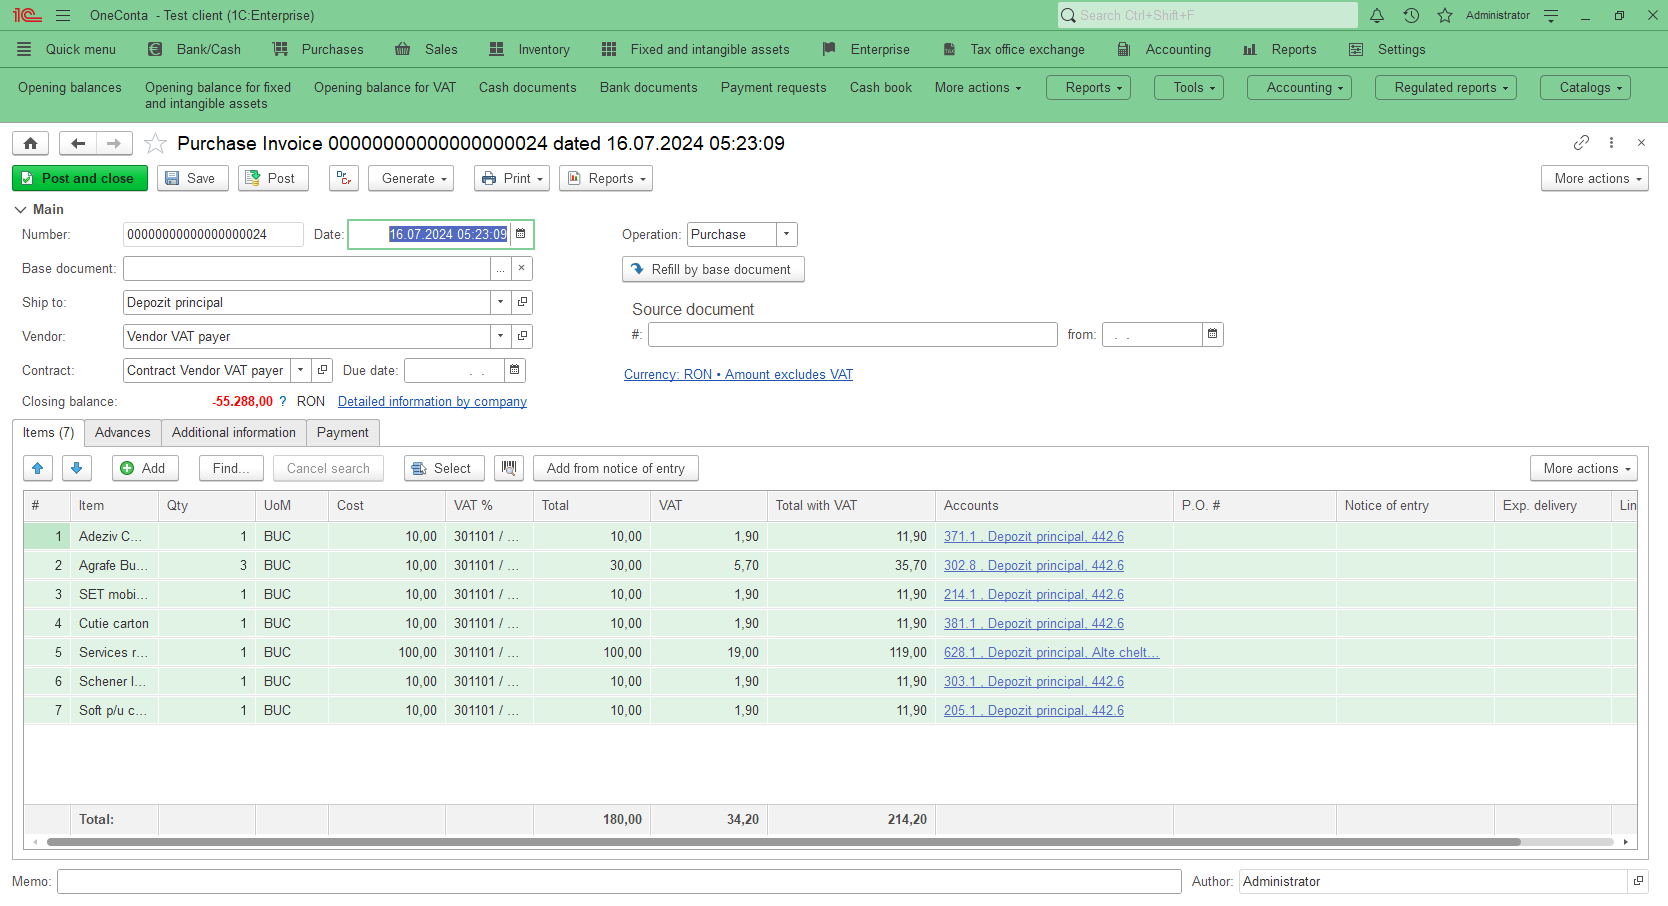 OneConta - Test client (1C:Enterprise)
Search Ctrl+Shift+F
Administrator
Quick menu
Bank/Cash
Purchases
Sales
Inventory
Fixed and intangible assets
Enterprise
Tax office exchange
Accounting
Reports
Settings
Opening balances
Opening balance for fixed
and intangible assets
Opening balance for VAT
Cash documents
Bank documents
Payment requests
Cash book
More actions
Reports
Tools
Accounting
Regulated reports
Catalogs
Purchase Invoice 00000000000000000024 dated 16.07.2024 05:23:09
Post and close
Save
Post
Dr
Cr
Generate
Print
Reports
More actions
Main
Number: 00000000000000000024 Date: 16.07.2024 05:23:09 Operation: Purchase
Base document: ... × Refill by base document
Ship to: Depozit principal
Source document
Vendor: Vendor VAT payer
#: from: . .
Contract: Contract Vendor VAT payer Due date: . .
Currency: RON • Amount excludes VAT
Closing balance: -55.288,00 ? RON Detailed information by company
Items (7) Advances Additional information Payment
Add Find... Cancel search Select Add from notice of entry More actions
# Item Qty UoM Cost VAT % Total VAT Total with VAT Accounts P.O. # Notice of entry Exp. delivery Lin
1 Adeziv C... 1 BUC 10,00 301101 / ... 10,00 1,90 11,90 371.1 , Depozit principal, 442.6
2 Agrafe Bu... 3 BUC 10,00 301101 / ... 30,00 5,70 35,70 302.8 , Depozit principal, 442.6
3 SET mobi... 1 BUC 10,00 301101 / ... 10,00 1,90 11,90 214.1 , Depozit principal, 442.6
4 Cutie carton 1 BUC 10,00 301101 / ... 10,00 1,90 11,90 381.1 , Depozit principal, 442.6
5 Services r... 1 BUC 100,00 301101 / ... 100,00 19,00 119,00 628.1 , Depozit principal, Alte chelt...
6 Schener l... 1 BUC 10,00 301101 / ... 10,00 1,90 11,90 303.1 , Depozit principal, 442.6
7 Soft p/u c... 1 BUC 10,00 301101 / ... 10,00 1,90 11,90 205.1 , Depozit principal, 442.6
Total: 180,00 34,20 214,20
Memo: Author: Administrator